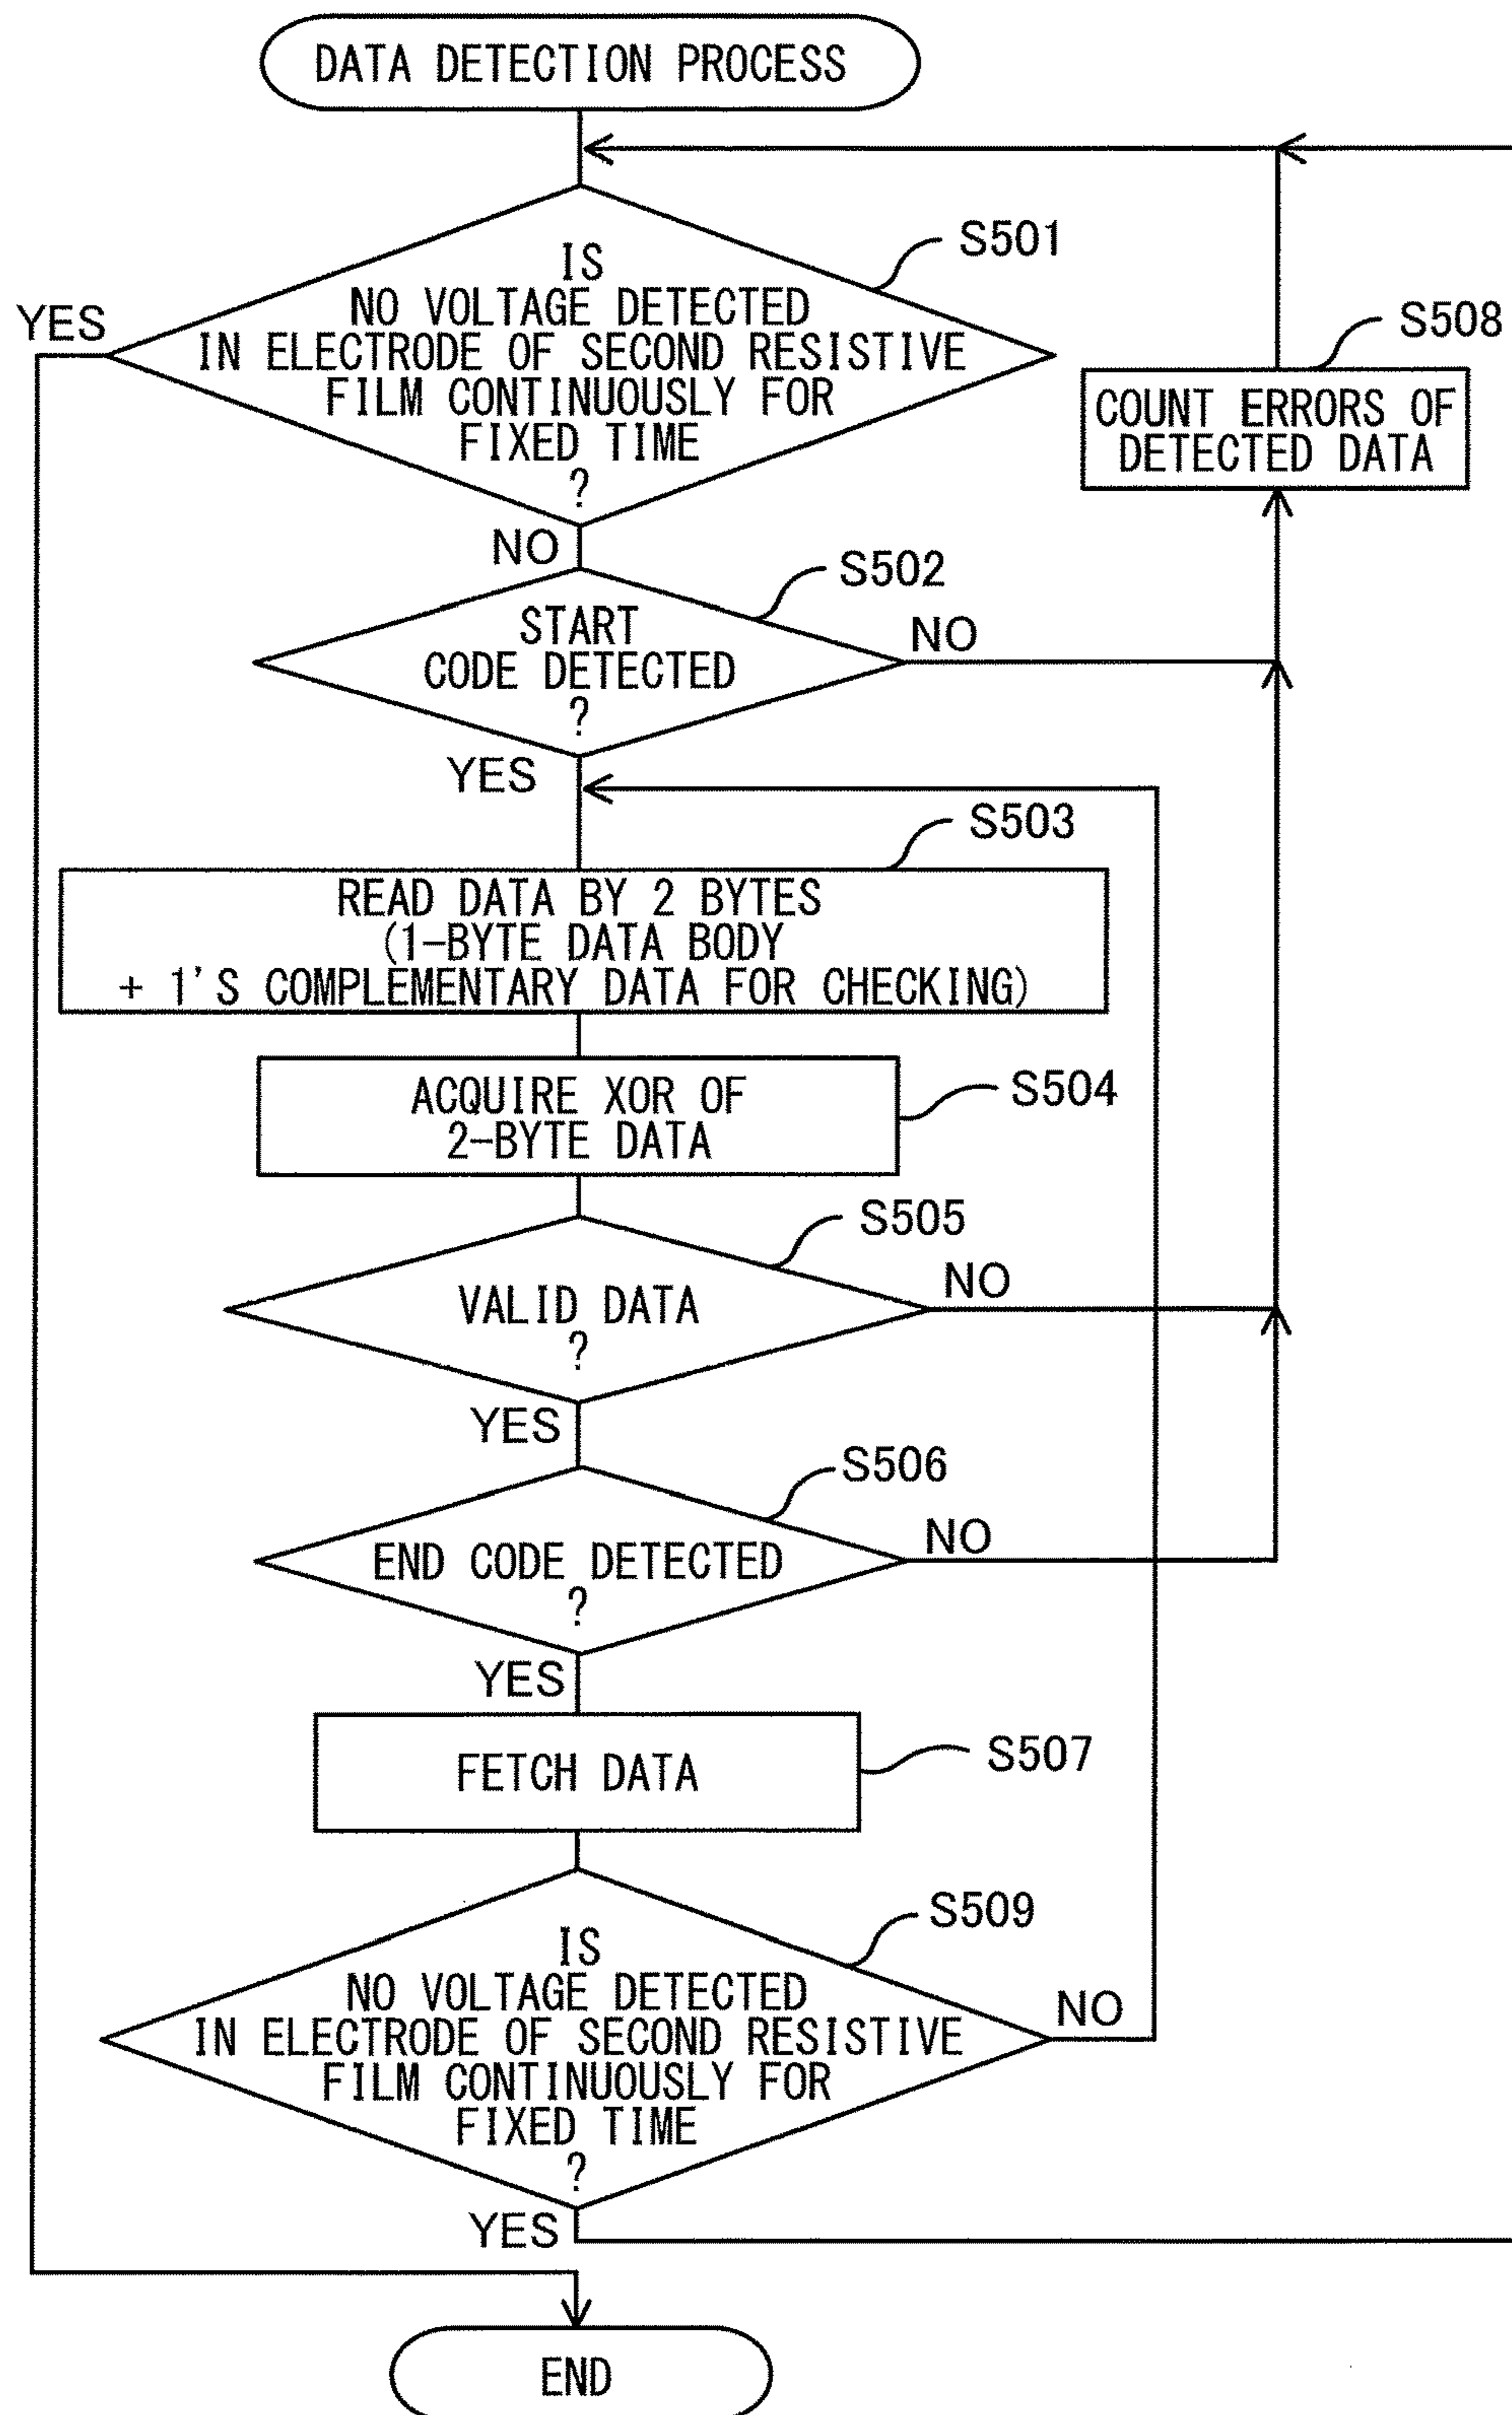 DATA DETECTION PROCESS
S501
IS
NO VOLTAGE DETECTED
IN ELECTRODE OF SECOND RESISTIVE
FILM CONTINUOUSLY FOR
FIXED TIME
?
YES
NO
S508
COUNT ERRORS OF
DETECTED DATA
S502
START
CODE DETECTED
?
NO
YES
S503
READ DATA BY 2 BYTES
(1-BYTE DATA BODY
+ 1'S COMPLEMENTARY DATA FOR CHECKING)
S504
ACQUIRE XOR OF
2-BYTE DATA
S505
VALID DATA
?
NO
YES
S506
END CODE DETECTED
?
NO
YES
S507
FETCH DATA
S509
IS
NO VOLTAGE DETECTED
IN ELECTRODE OF SECOND RESISTIVE
FILM CONTINUOUSLY FOR
FIXED TIME
?
NO
YES
END